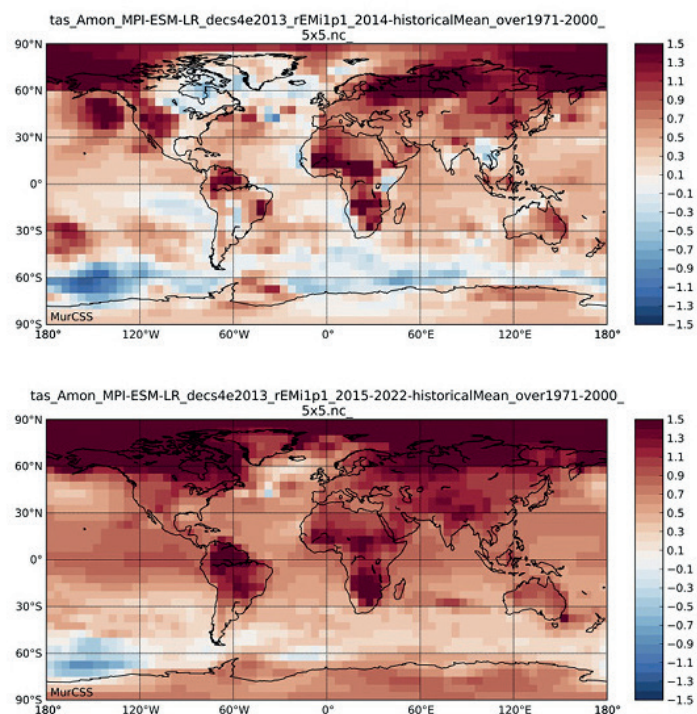 tas_Amon_MPI-ESM-LR_decs4e2013_rEMi1p1_2014-historicalMean_over1971-2000_
5x5.nc_
90°N
60°N
30°N
0°
30°S
60°S
90°S
MurCSS
180° 120°W 60°W 0° 60°E 120°E 180°
1.5
1.3
1.1
0.9
0.7
0.5
0.3
0.1
−0.1
−0.3
−0.5
−0.7
−0.9
−1.1
−1.3
−1.5
tas_Amon_MPI-ESM-LR_decs4e2013_rEMi1p1_2015-2022-historicalMean_over1971-2000_
5x5.nc_
90°N
60°N
30°N
0°
30°S
60°S
90°S
MurCSS
180° 120°W 60°W 0° 60°E 120°E 180°
1.5
1.3
1.1
0.9
0.7
0.5
0.3
0.1
−0.1
−0.3
−0.5
−0.7
−0.9
−1.1
−1.3
−1.5